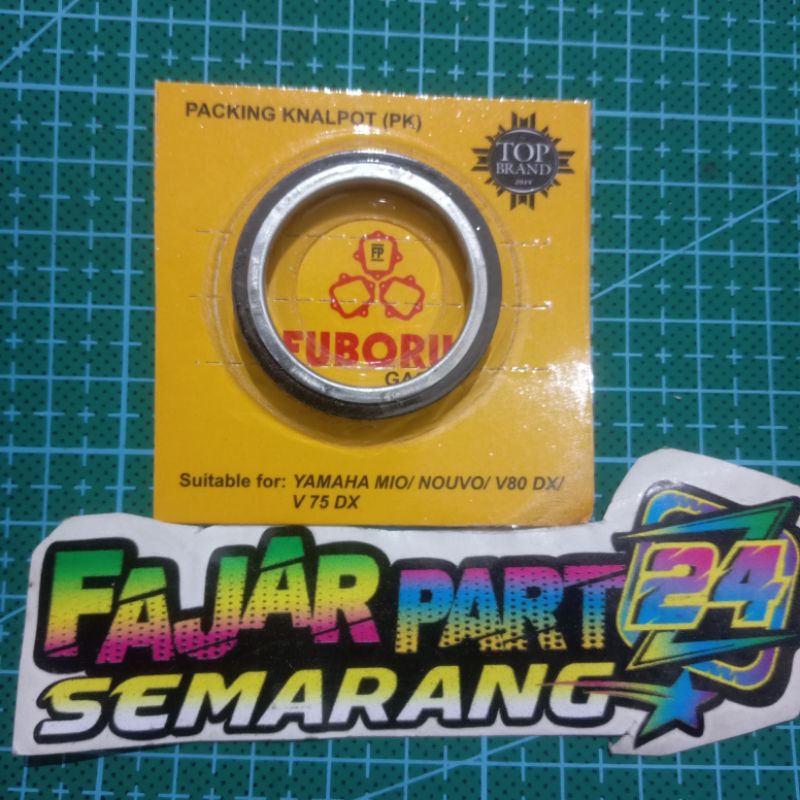 PACKING KNALPOT (PK)
TOP
BRAND
FP
FUBORU
GA
Suitable for: YAMAHA MIO/ NOUVO/ V80 DX/
V 75 DX
FAJAR PART 24
SEMARANG